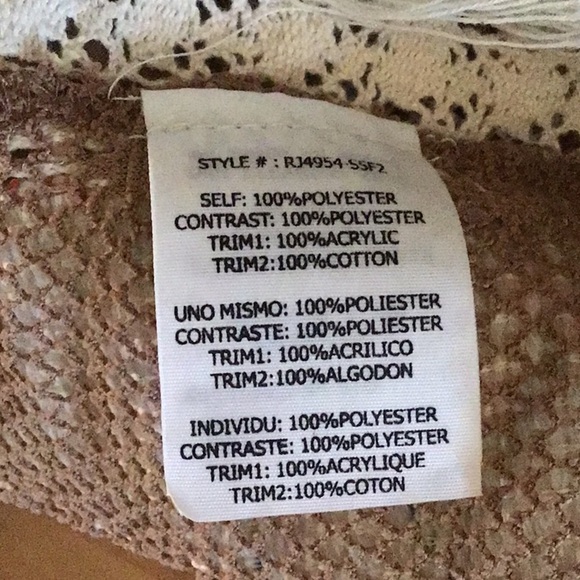 STYLE # : RJ4954-SSF2
SELF: 100%POLYESTER
CONTRAST: 100%POLYESTER
TRIM1: 100%ACRYLIC
TRIM2:100%COTTON
UNO MISMO: 100%POLIESTER
CONTRASTE: 100%POLIESTER
TRIM1: 100%ACRILICO
TRIM2:100%ALGODON
INDIVIDU: 100%POLYESTER
CONTRASTE: 100%POLYESTER
TRIM1: 100%ACRYLIQUE
TRIM2:100%COTON